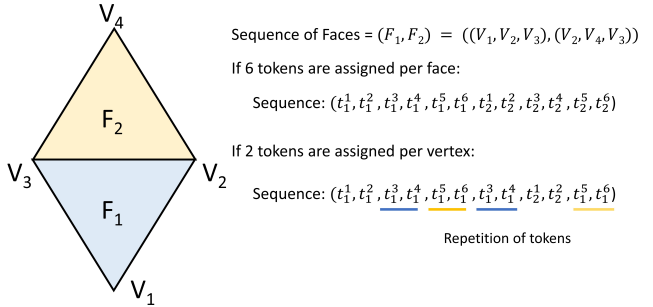 V₄
F₂
V₃
V₂
F₁
V₁
Sequence of Faces = (F₁, F₂) = ((V₁, V₂, V₃), (V₂, V₄, V₃))
If 6 tokens are assigned per face:
Sequence: (t₁¹, t₁², t₁³, t₁⁴, t₁⁵, t₁⁶, t₂¹, t₂², t₂³, t₂⁴, t₂⁵, t₂⁶)
If 2 tokens are assigned per vertex:
Sequence: (t₁¹, t₁², t₁³, t₁⁴, t₁⁵, t₁⁶, t₁³, t₁⁴, t₂¹, t₂², t₁⁵, t₁⁶)
Repetition of tokens